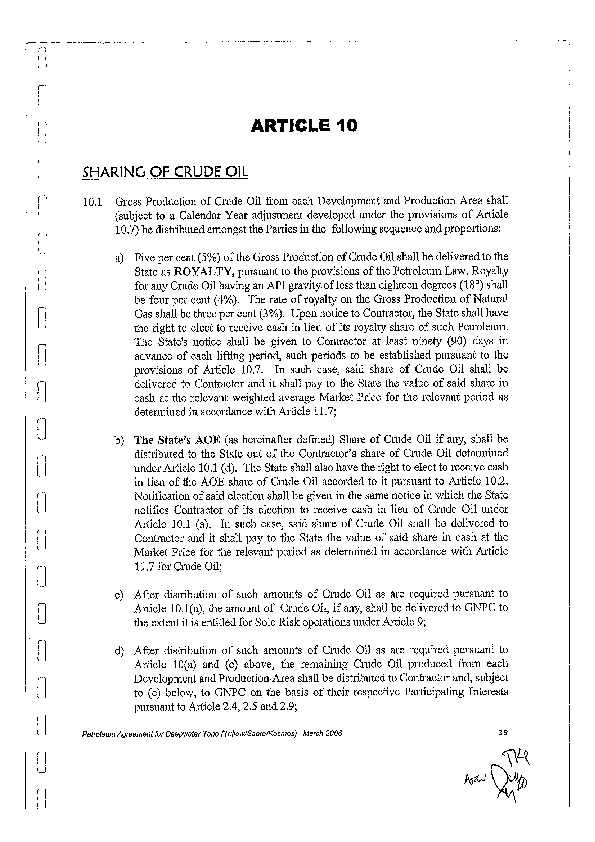 ARTICLE 10
SHARING OF CRUDE OIL
10.1 Gross Production of Crude Oil from each Development and Production Area shall
(subject to a Calendar Year adjustment developed under the provisions of Article
10.7) be distributed amongst the Parties in the following sequence and proportions:
a) Five per cent (5%) of the Gross Production of Crude Oil shall be delivered to the
State as ROYALTY, pursuant to the provisions of the Petroleum Law. Royalty
for any Crude Oil having an API gravity of less than eighteen degrees (18°) shall
be four per cent (4%). The rate of royalty on the Gross Production of Natural
Gas shall be three per cent (3%). Upon notice to Contractor, the State shall have
the right to elect to receive cash in lieu of its royalty share of such Petroleum.
The State's notice shall be given to Contractor at least ninety (90) days in
advance of each lifting period, such periods to be established pursuant to the
provisions of Article 10.7. In such case, said share of Crude Oil shall be
delivered to Contractor and it shall pay to the State the value of said share in
cash at the relevant weighted average Market Price for the relevant period as
determined in accordance with Article 11.7;
b) The State's AOE (as hereinafter defined) Share of Crude Oil if any, shall be
distributed to the State out of the Contractor's share of Crude Oil determined
under Article 10.1 (d). The State shall also have the right to elect to receive cash
in lieu of the AOE share of Crude Oil accorded to it pursuant to Article 10.2.
Notification of said election shall be given in the same notice in which the State
notifies Contractor of its election to receive cash in lieu of Crude Oil under
Article 10.1 (a). In such case, said share of Crude Oil shall be delivered to
Contractor and it shall pay to the State the value of said share in cash at the
Market Price for the relevant period as determined in accordance with Article
11.7 for Crude Oil;
c) After distribution of such amounts of Crude Oil as are required pursuant to
Article 10.1(a), the amount of Crude Oil, if any, shall be delivered to GNPC to
the extent it is entitled for Sole Risk operations under Article 9;
d) After distribution of such amounts of Crude Oil as are required pursuant to
Article 10(a) and (c) above, the remaining Crude Oil produced from each
Development and Production Area shall be distributed to Contractor and, subject
to (e) below, to GNPC on the basis of their respective Participating Interests
pursuant to Article 2.4, 2.5 and 2.9;
Petroleum Agreement for Deepwater Tano (Tullow/Sabre/Kosmos) March 2006 36